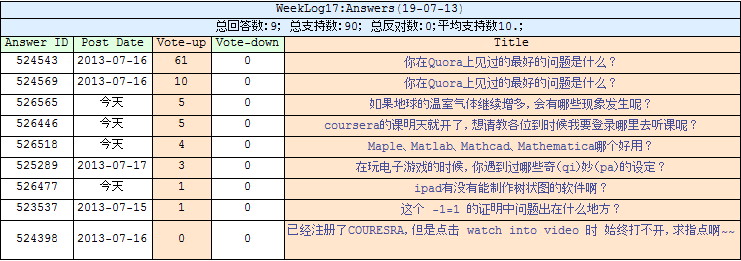 WeekLog17:Answers(19-07-13)
总回答数:9; 总支持数:90; 总反对数:0;平均支持数10.;
Answer ID Post Date Vote-up Vote-down Title
524543 2013-07-16 61 0 你在Quora上见过的最好的问题是什么？
524569 2013-07-16 10 0 你在Quora上见过的最好的问题是什么？
526565 今天 5 0 如果地球的温室气体继续增多,会有哪些现象发生呢？
526446 今天 5 0 coursera的课明天就开了,想请教各位到时候我要登录哪里去听课呢？
526518 今天 4 0 Maple、Matlab、Mathcad、Mathematica哪个好用？
525289 2013-07-17 3 0 在玩电子游戏的时候,你遇到过哪些奇(qi)妙(pa)的设定？
526477 今天 1 0 ipad有没有能制作树状图的软件啊？
523537 2013-07-15 1 0 这个 -1=1 的证明中问题出在什么地方？
524398 2013-07-16 0 0 已经注册了COURESRA,但是点击 watch into video 时 始终打不开,求指点啊~~